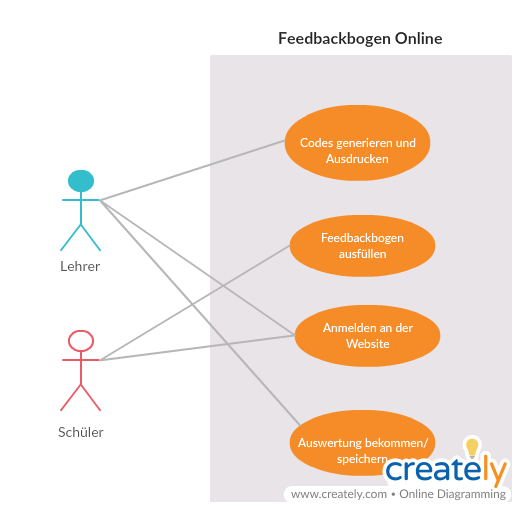 Feedbackbogen Online
Codes generieren und
Ausdrucken
Lehrer
Feedbackbogen
ausfüllen
Anmelden an der
Website
Schüler
Auswertung bekommen/
speichern
creately
www.creately.com • Online Diagramming